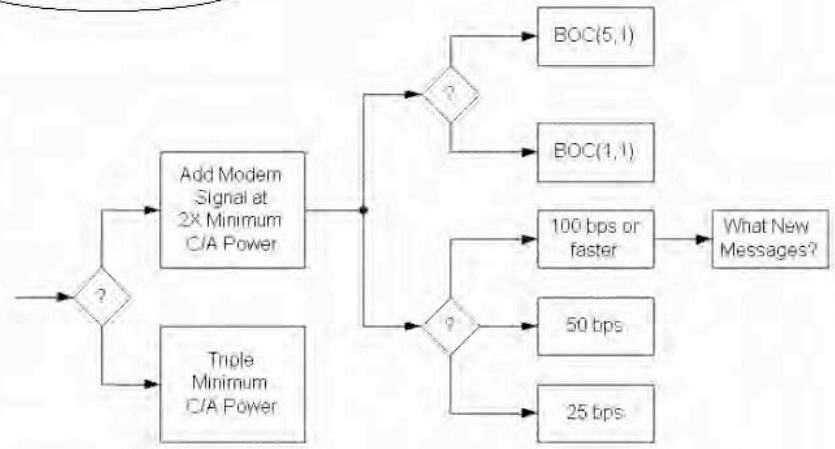 BOC(5,1)
?
BOC(1,1)
Add Modern
Signal at
2X Minimum
C/A Power
?
Triple
Minimum
C/A Power
100 bps or
faster
What New
Messages?
?
50 bps
25 bps